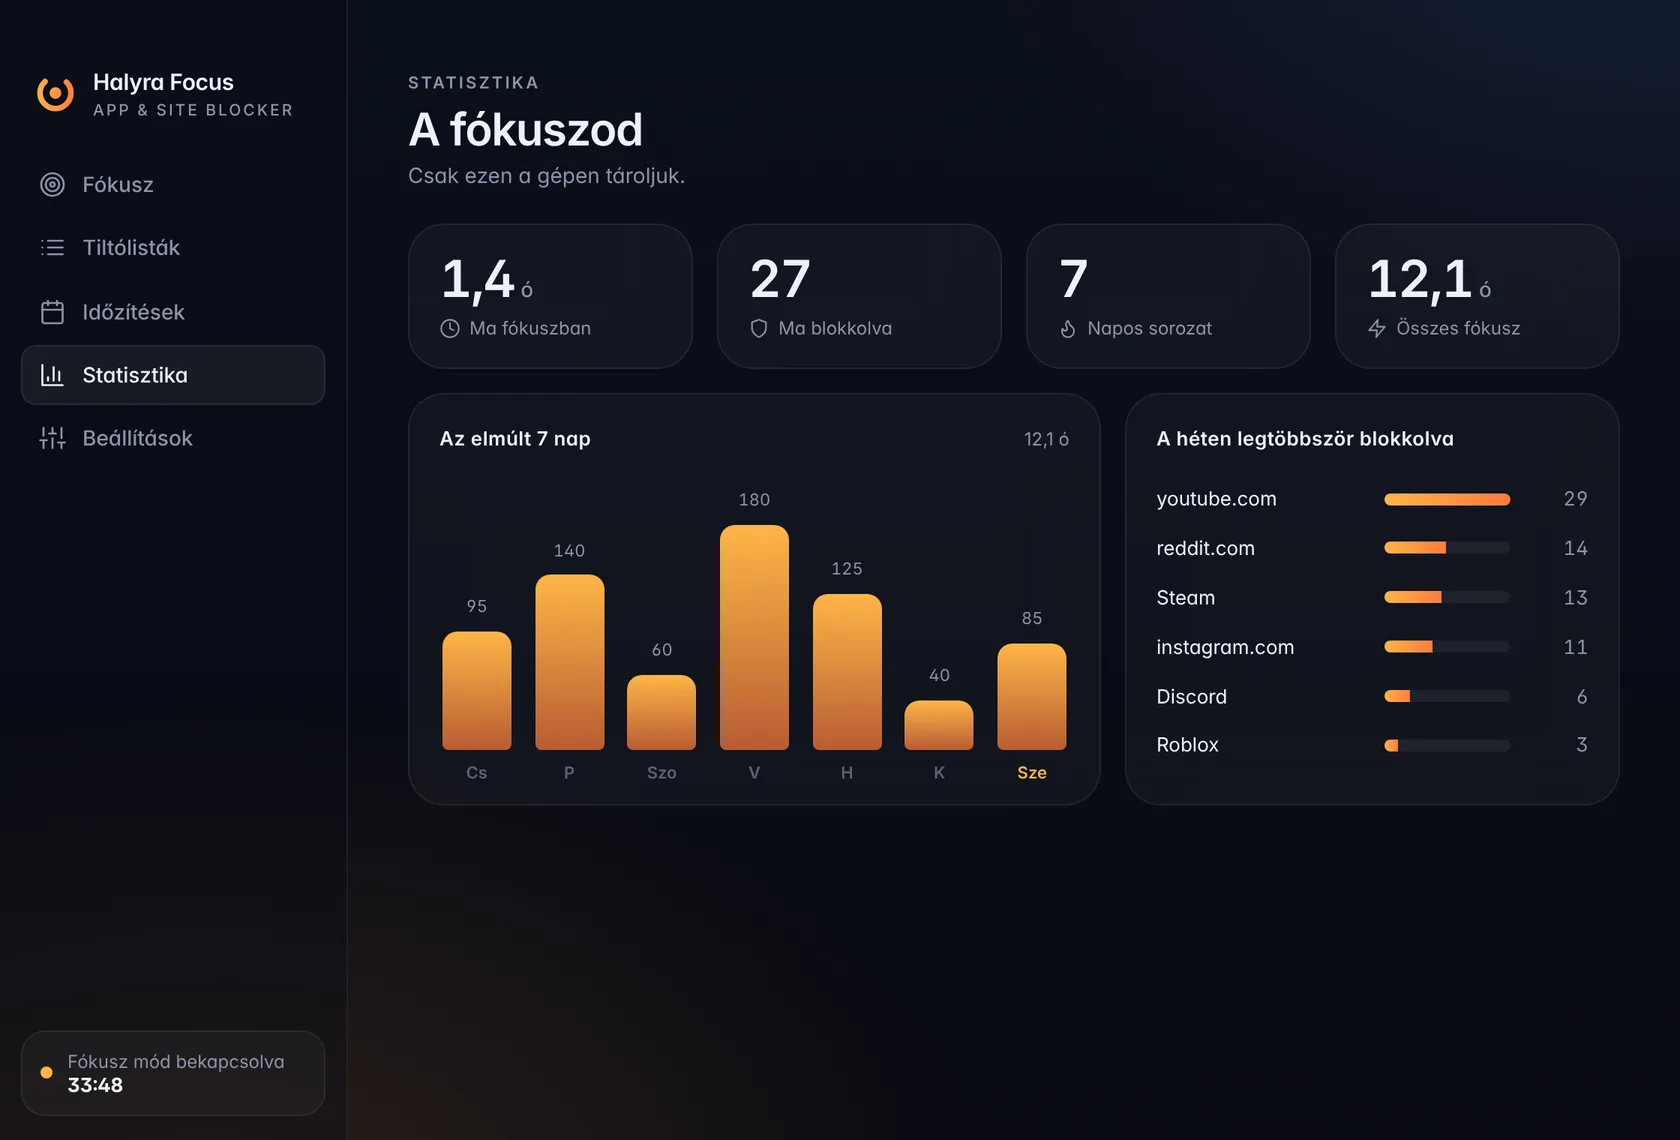 Halyra Focus
APP & SITE BLOCKER
Fókusz
Tiltólisták
Időzítések
Statisztika
Beállítások
Fókusz mód bekapcsolva
33:48
STATISZTIKA
A fókuszod
Csak ezen a gépen tároljuk.
1,4 ó
Ma fókuszban
27
Ma blokkolva
7
Napos sorozat
12,1 ó
Összes fókusz
Az elmúlt 7 nap
12,1 ó
95
140
60
180
125
40
85
Cs
P
Szo
V
H
K
Sze
A héten legtöbbször blokkolva
youtube.com 29
reddit.com 14
Steam 13
instagram.com 11
Discord 6
Roblox 3